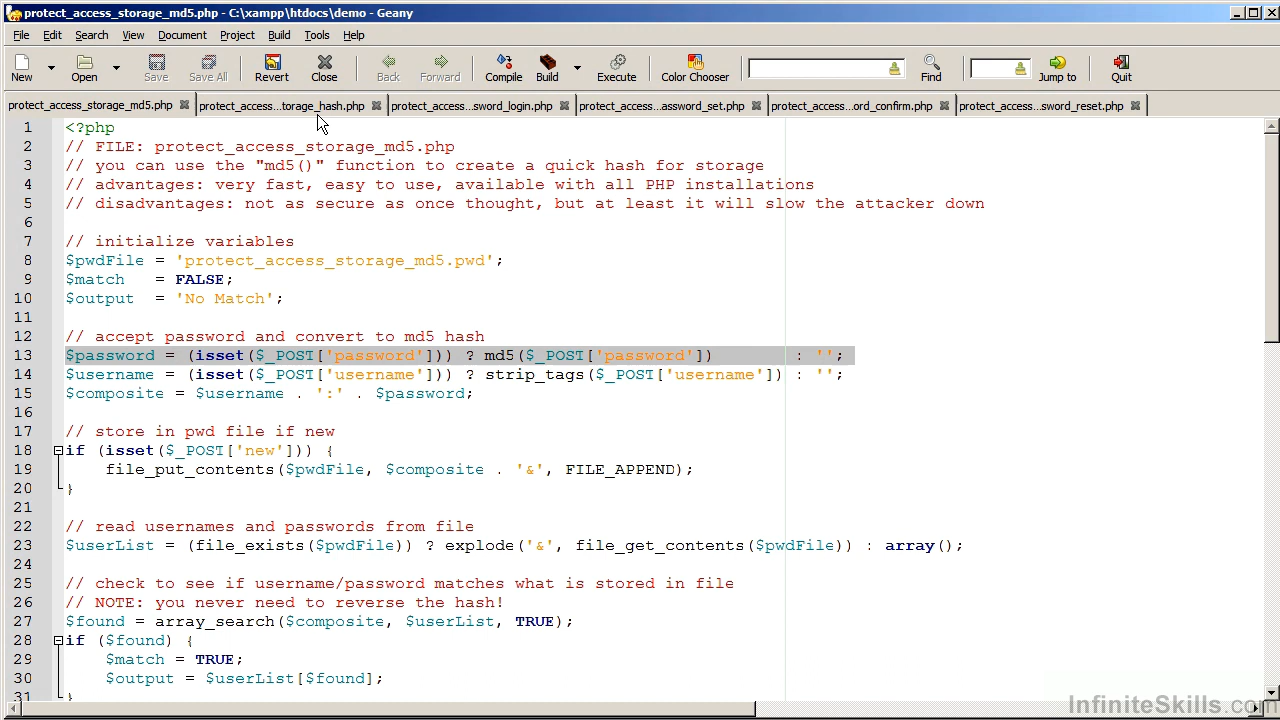 protect_access_storage_md5.php - C:\xampp\htdocs\demo - Geany
File Edit Search View Document Project Build Tools Help
New Open Save Save All Revert Close Back Forward Compile Build Execute Color Chooser Find Jump to Quit
protect_access_storage_md5.php protect_access...torage_hash.php protect_access...sword_login.php protect_access...assword_set.php protect_access...ord_confirm.php protect_access...sword_reset.php
1 <?php
2 // FILE: protect_access_storage_md5.php
3 // you can use the "md5()" function to create a quick hash for storage
4 // advantages: very fast, easy to use, available with all PHP installations
5 // disadvantages: not as secure as once thought, but at least it will slow the attacker down
6
7 // initialize variables
8 $pwdFile = 'protect_access_storage_md5.pwd';
9 $match   = FALSE;
10 $output  = 'No Match';
11
12 // accept password and convert to md5 hash
13 $password = (isset($_POST['password'])) ? md5($_POST['password'])        : '';
14 $username = (isset($_POST['username'])) ? strip_tags($_POST['username']) : '';
15 $composite = $username . ':' . $password;
16
17 // store in pwd file if new
18 if (isset($_POST['new'])) {
19     file_put_contents($pwdFile, $composite . '&', FILE_APPEND);
20 }
21
22 // read usernames and passwords from file
23 $userList = (file_exists($pwdFile)) ? explode('&', file_get_contents($pwdFile)) : array();
24
25 // check to see if username/password matches what is stored in file
26 // NOTE: you never need to reverse the hash!
27 $found = array_search($composite, $userList, TRUE);
28 if ($found) {
29     $match = TRUE;
30     $output = $userList[$found];
31 }
InfiniteSkills.com